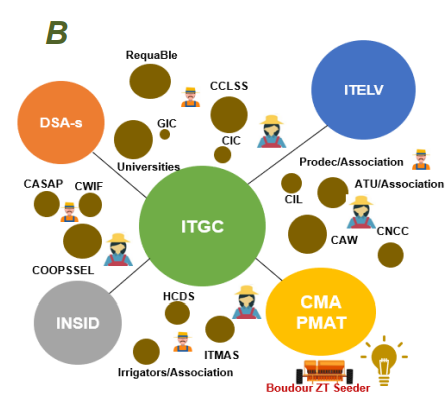 B
RequaBle
CCLSS
ITELV
DSA-s
GIC
CIC
Universities
Prodec/Association
ATU/Association
CASAP
CWIF
CIL
ITGC
CAW
CNCC
COOPSSEL
HCDS
CMA
PMAT
INSID
ITMAS
Irrigators/Association
Boudour ZT Seeder